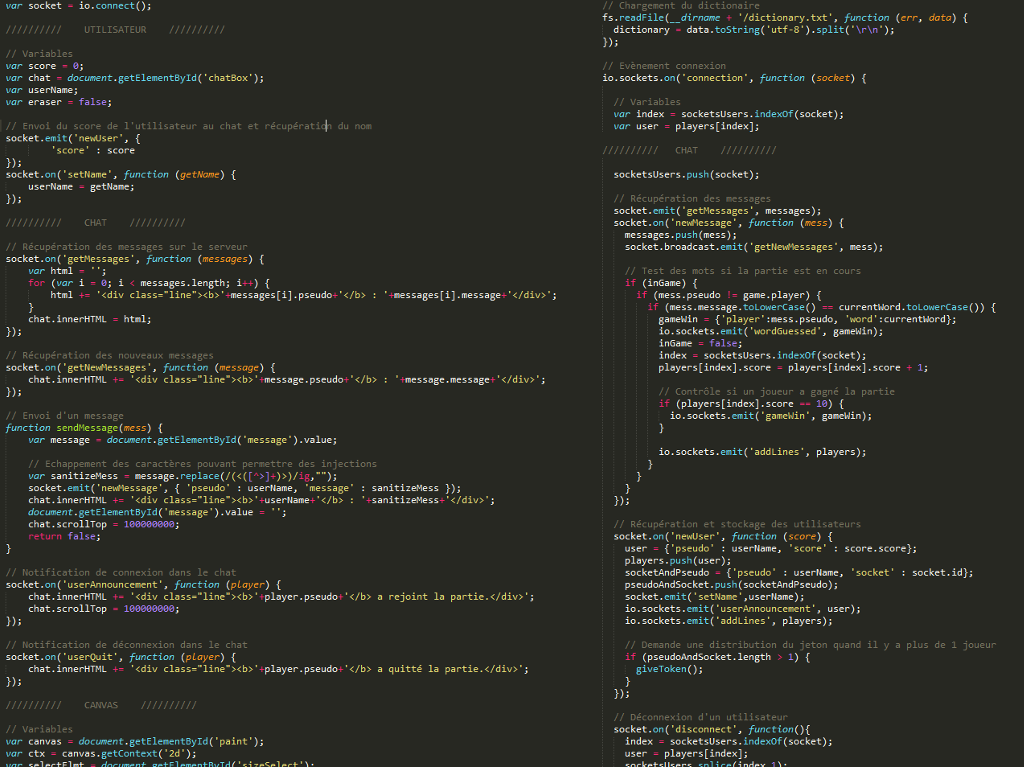 var socket = io.connect();
//////////    UTILISATEUR    //////////
// Variables
var score = 0;
var chat = document.getElementById('chatBox');
var userName;
var eraser = false;
// Envoi du score de l'utilisateur au chat et récupération du nom
socket.emit('newUser', {
'score' : score
});
socket.on('setName', function (getName) {
userName = getName;
});
//////////    CHAT    //////////
// Récupération des messages sur le serveur
socket.on('getMessages', function (messages) {
var html = '';
for (var i = 0; i < messages.length; i++) {
html += '<div class="line"><b>'+messages[i].pseudo+'</b> : '+messages[i].message+'</div>';
}
chat.innerHTML = html;
});
// Récupération des nouveaux messages
socket.on('getNewMessages', function (message) {
chat.innerHTML += '<div class="line"><b>'+message.pseudo+'</b> : '+message.message+'</div>';
});
// Envoi d'un message
function sendMessage(mess) {
var message = document.getElementById('message').value;
// Echappement des caractères pouvant permettre des injections
var sanitizeMess = message.replace(/(<([^>]+)>)/ig,"");
socket.emit('newMessage', { 'pseudo' : userName, 'message' : sanitizeMess });
chat.innerHTML += '<div class="line"><b>'+userName+'</b> : '+sanitizeMess+'</div>';
document.getElementById('message').value = '';
chat.scrollTop = 100000000;
return false;
}
// Notification de connexion dans le chat
socket.on('userAnnouncement', function (player) {
chat.innerHTML += '<div class="line"><b>'+player.pseudo+'</b> a rejoint la partie.</div>';
chat.scrollTop = 100000000;
});
// Notification de déconnexion dans le chat
socket.on('userQuit', function (player) {
chat.innerHTML += '<div class="line"><b>'+player.pseudo+'</b> a quitté la partie.</div>';
});
//////////    CANVAS    //////////
// Variables
var canvas = document.getElementById('paint');
var ctx = canvas.getContext('2d');
var selectElmt = document.getElementById('sizeSelect');
// Chargement du dictionaire
fs.readFile(__dirname + '/dictionary.txt', function (err, data) {
dictionary = data.toString('utf-8').split('\r\n');
});
// Evènement connexion
io.sockets.on('connection', function (socket) {
// Variables
var index = socketsUsers.indexOf(socket);
var user = players[index];
//////////    CHAT    //////////
socketsUsers.push(socket);
// Récupération des messages
socket.emit('getMessages', messages);
socket.on('newMessage', function (mess) {
messages.push(mess);
socket.broadcast.emit('getNewMessages', mess);
// Test des mots si la partie est en cours
if (inGame) {
if (mess.pseudo != game.player) {
if (mess.message.toLowerCase() == currentWord.toLowerCase()) {
gameWin = {'player':mess.pseudo, 'word':currentWord};
io.sockets.emit('wordGuessed', gameWin);
inGame = false;
index = socketsUsers.indexOf(socket);
players[index].score = players[index].score + 1;
// Contrôle si un joueur a gagné la partie
if (players[index].score == 10) {
io.sockets.emit('gameWin', gameWin);
}
io.sockets.emit('addLines', players);
}
}
}
});
// Récupération et stockage des utilisateurs
socket.on('newUser', function (score) {
user = {'pseudo' : userName, 'score' : score.score};
players.push(user);
socketAndPseudo = {'pseudo' : userName, 'socket' : socket.id};
pseudoAndSocket.push(socketAndPseudo);
socket.emit('setName',userName);
io.sockets.emit('userAnnouncement', user);
io.sockets.emit('addLines', players);
// Demande une distribution du jeton quand il y a plus de 1 joueur
if (pseudoAndSocket.length > 1) {
giveToken();
}
});
// Déconnexion d'un utilisateur
socket.on('disconnect', function(){
index = socketsUsers.indexOf(socket);
user = players[index];
socketsUsers.splice(index,1);